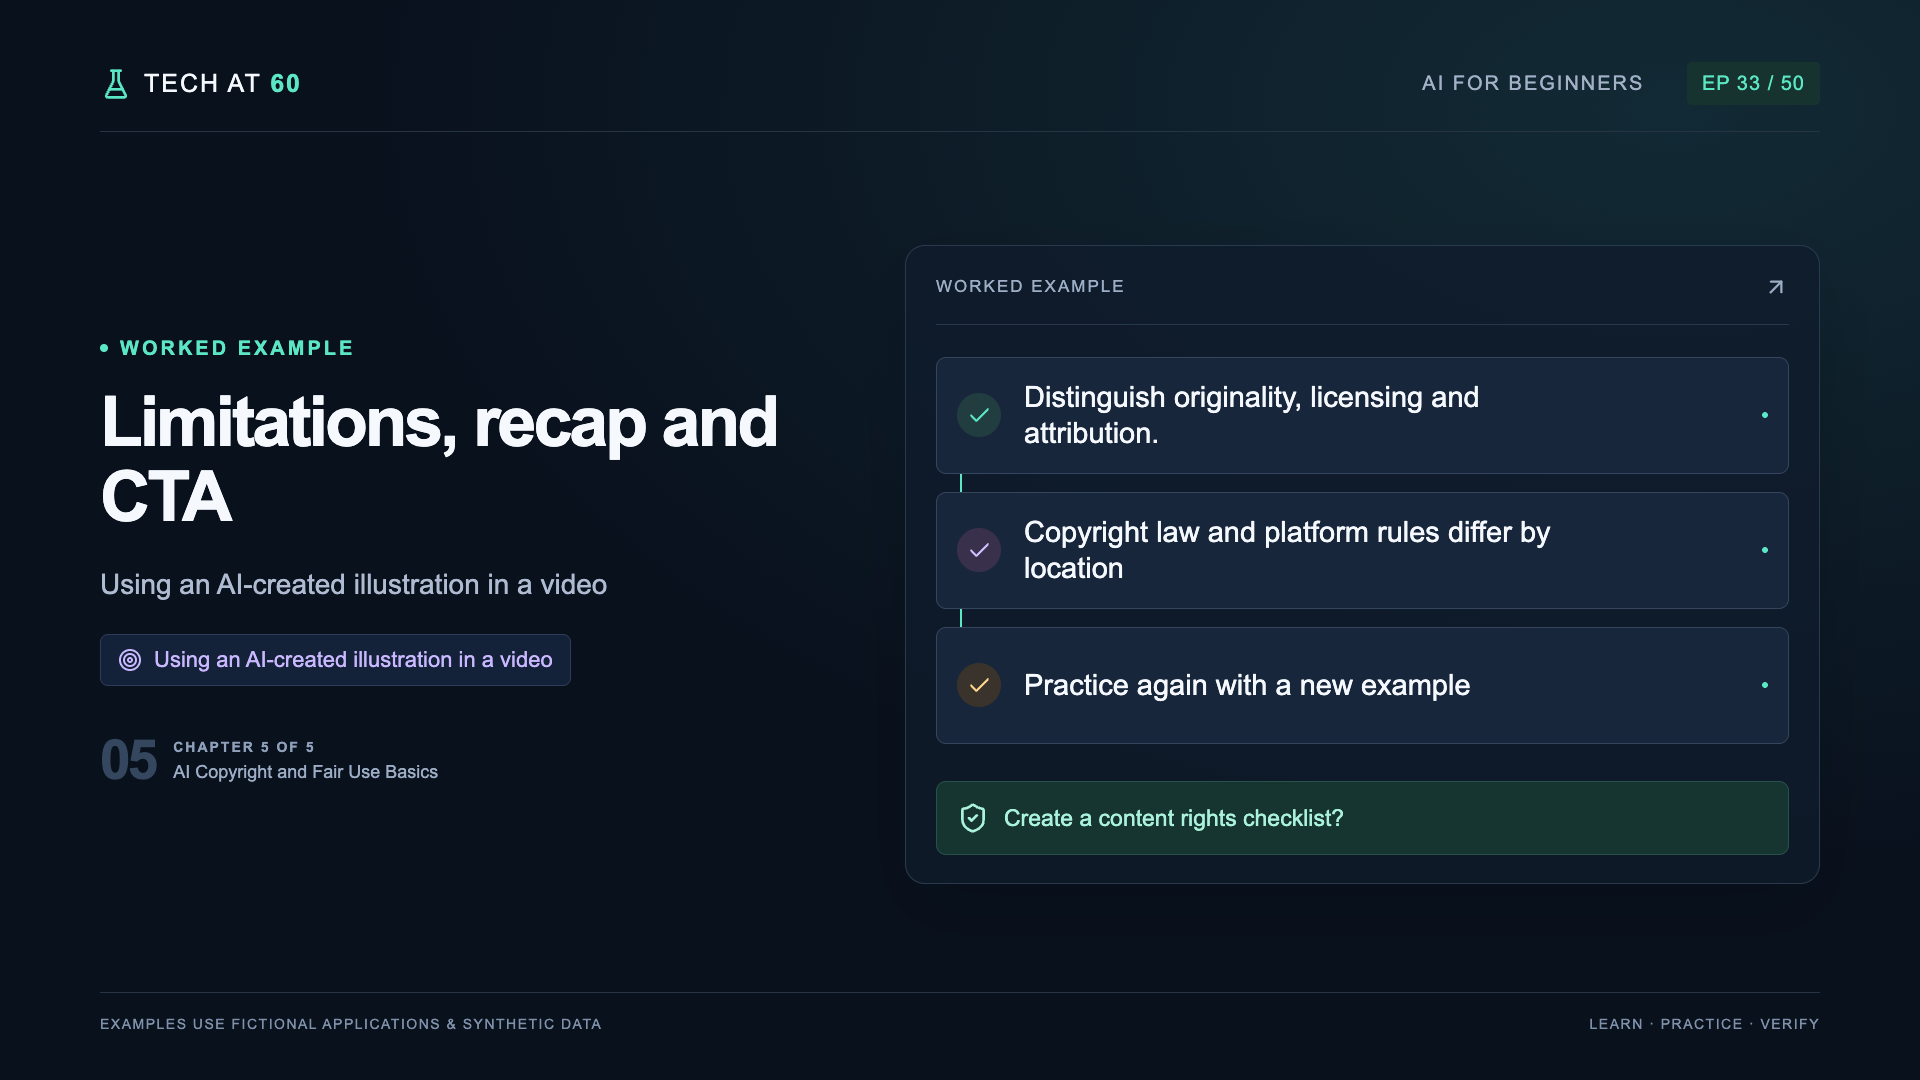 TECH AT 60
AI FOR BEGINNERS
EP 33 / 50
WORKED EXAMPLE
Limitations, recap and
CTA
Using an AI-created illustration in a video
Using an AI-created illustration in a video
05
CHAPTER 5 OF 5
AI Copyright and Fair Use Basics
WORKED EXAMPLE
Distinguish originality, licensing and
attribution.
Copyright law and platform rules differ by
location
Practice again with a new example
Create a content rights checklist?
EXAMPLES USE FICTIONAL APPLICATIONS & SYNTHETIC DATA
LEARN · PRACTICE · VERIFY